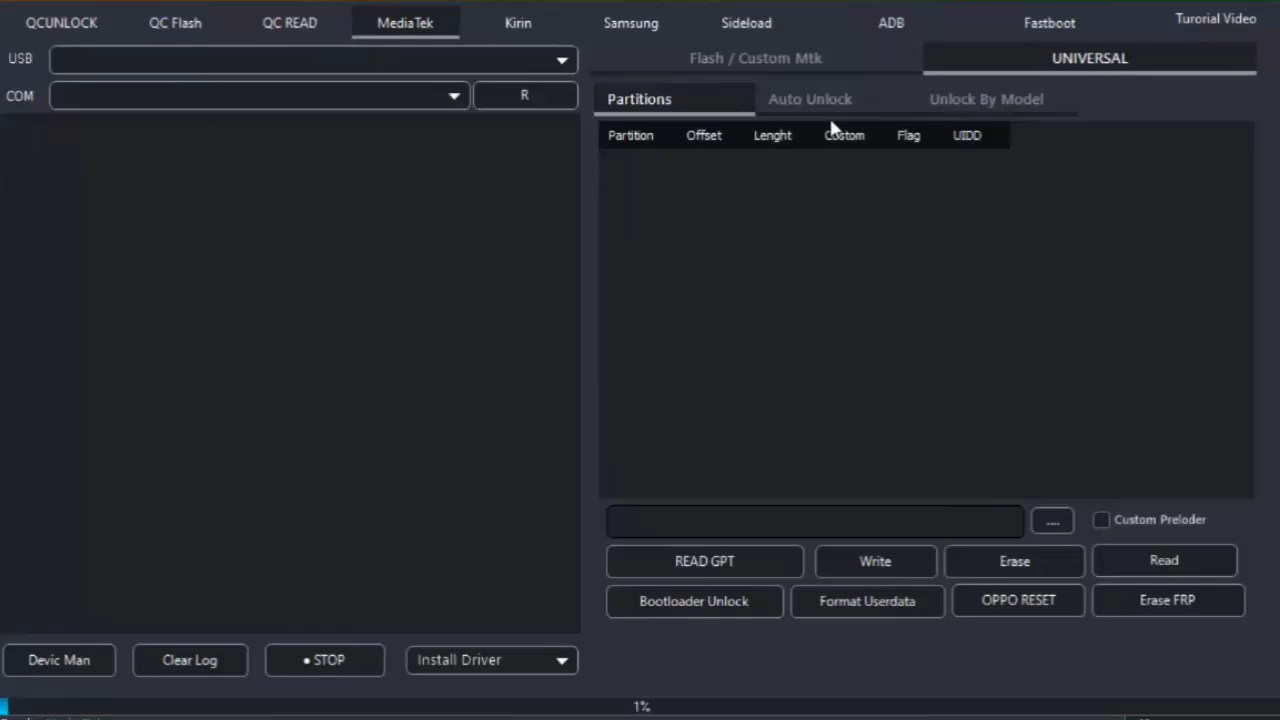 QCUNLOCK QC Flash QC READ MediaTek Kirin Samsung Sideload ADB Fastboot Turorial Video
USB
COM R
Flash / Custom Mtk UNIVERSAL
Partitions Auto Unlock Unlock By Model
Partition Offset Lenght Custom Flag UIDD
.... Custom Preloder
READ GPT Write Erase Read
Bootloader Unlock Format Userdata OPPO RESET Erase FRP
Devic Man Clear Log • STOP Install Driver
1%